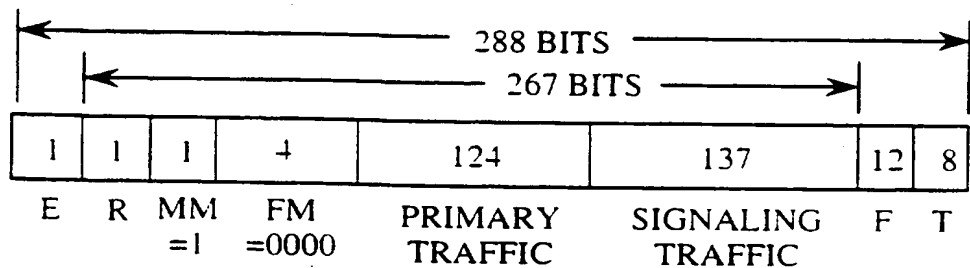 288 BITS
267 BITS
1 1 1 4 124 137 12 8
E R MM FM PRIMARY SIGNALING F T
=1 =0000 TRAFFIC TRAFFIC